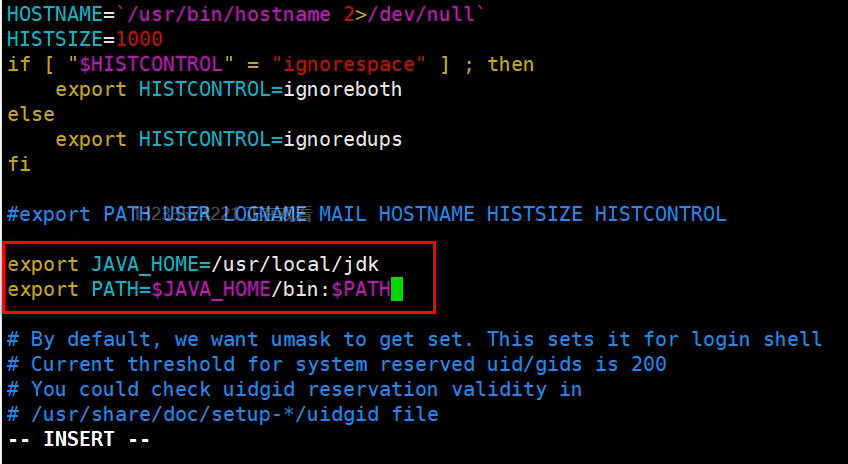 HOSTNAME=`/usr/bin/hostname 2>/dev/null`
HISTSIZE=1000
if [ "$HISTCONTROL" = "ignorespace" ] ; then
    export HISTCONTROL=ignoreboth
else
    export HISTCONTROL=ignoredups
fi
#export PATH USER LOGNAME MAIL HOSTNAME HISTSIZE HISTCONTROL
export JAVA_HOME=/usr/local/jdk
export PATH=$JAVA_HOME/bin:$PATH
# By default, we want umask to get set. This sets it for login shell
# Current threshold for system reserved uid/gids is 200
# You could check uidgid reservation validity in
# /usr/share/doc/setup-*/uidgid file
-- INSERT --